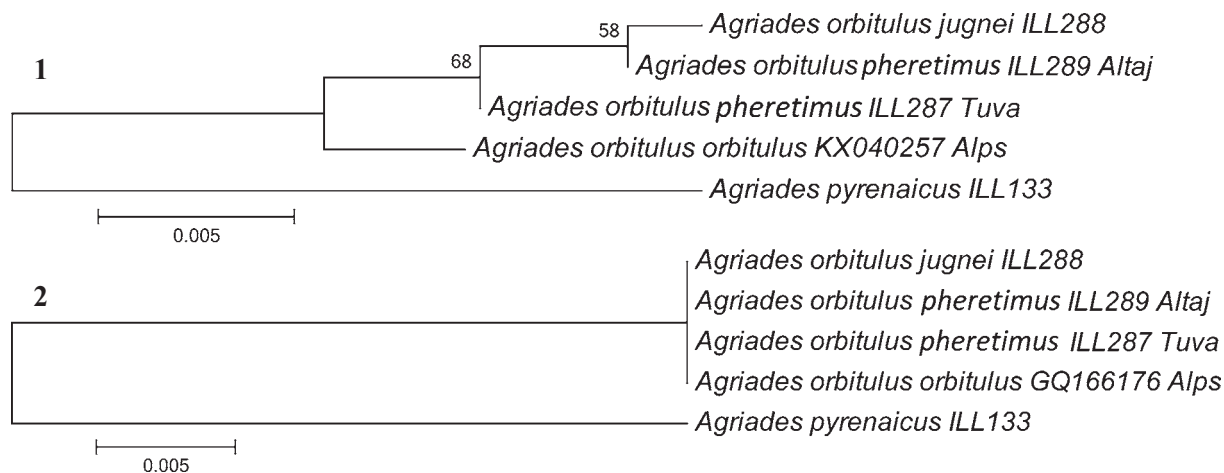 58
Agriades orbitulus jugnei ILL288
1
68
Agriades orbitulus pheretimus ILL289 Altaj
Agriades orbitulus pheretimus ILL287 Tuva
Agriades orbitulus orbitulus KX040257 Alps
Agriades pyrenaicus ILL133
0.005
2
Agriades orbitulus jugnei ILL288
Agriades orbitulus pheretimus ILL289 Altaj
Agriades orbitulus pheretimus ILL287 Tuva
Agriades orbitulus orbitulus GQ166176 Alps
Agriades pyrenaicus ILL133
0.005